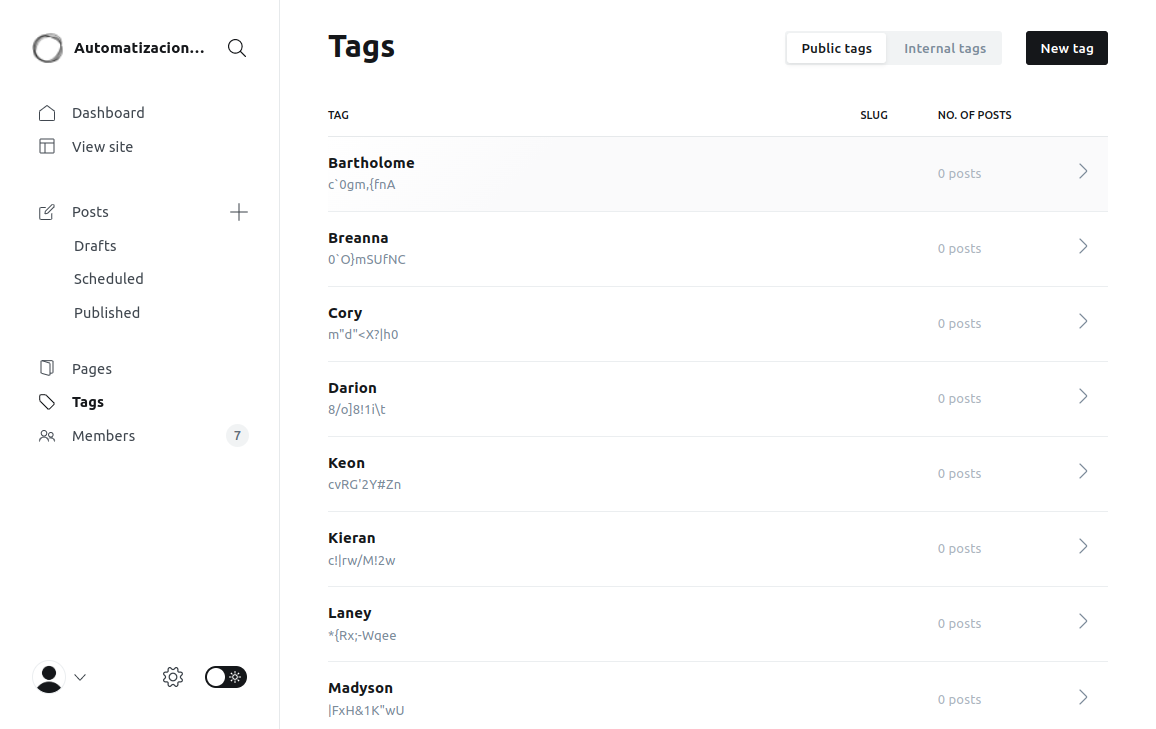 Automatizacion...
Dashboard
View site
Posts
Drafts
Scheduled
Published
Pages
Tags
Members 7
Tags
Public tags Internal tags New tag
TAG SLUG NO. OF POSTS
Bartholome
c`0gm,{fnA
0 posts
Breanna
0`O}mSUfNC
0 posts
Cory
m"d"<X?|h0
0 posts
Darion
8/o]8!1i\t
0 posts
Keon
cvRG'2Y#Zn
0 posts
Kieran
c!|rw/M!2w
0 posts
Laney
*{Rx;-Wqee
0 posts
Madyson
|FxH&1K"wU
0 posts